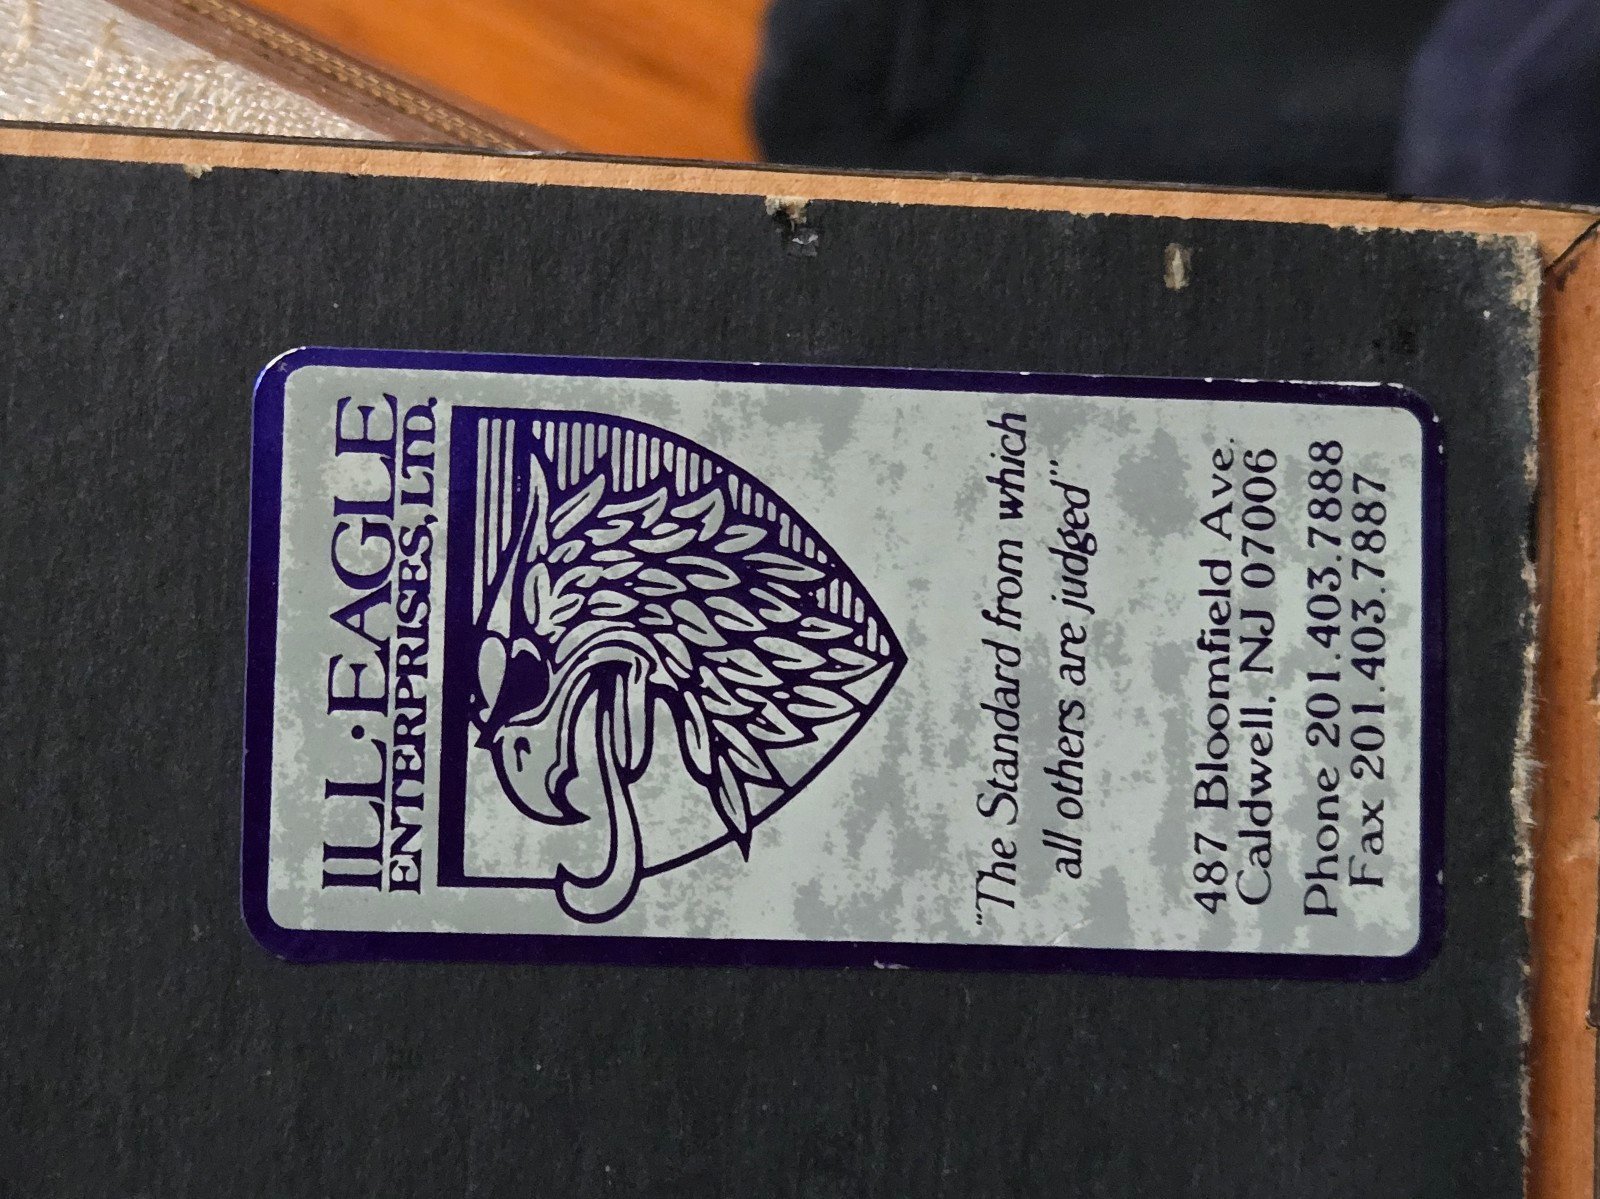 ILL·EAGLE
ENTERPRISES, LTD.
"The Standard from which
all others are judged"
487 Bloomfield Ave.
Caldwell, NJ 07006
Phone 201.403.7888
Fax 201.403.7887